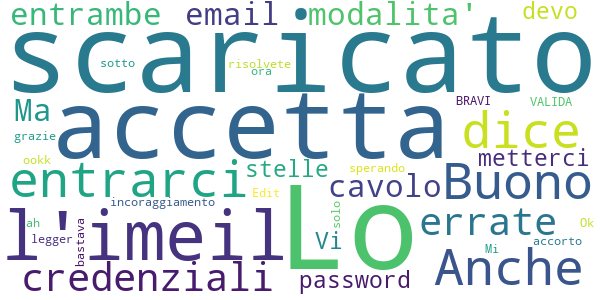 entrambe email modalita' devo
scaricato
sotto risolvete
ora
Ma accetta BRAVI VALIDA
grazie dice
ookk metterci
entrarci stelle sperando
cavolo Buono
incoraggiamento Edit
l'imeil Lo solo errate Ok
ah
legger bastava Vi accorto
Mi Anche
credenziali password